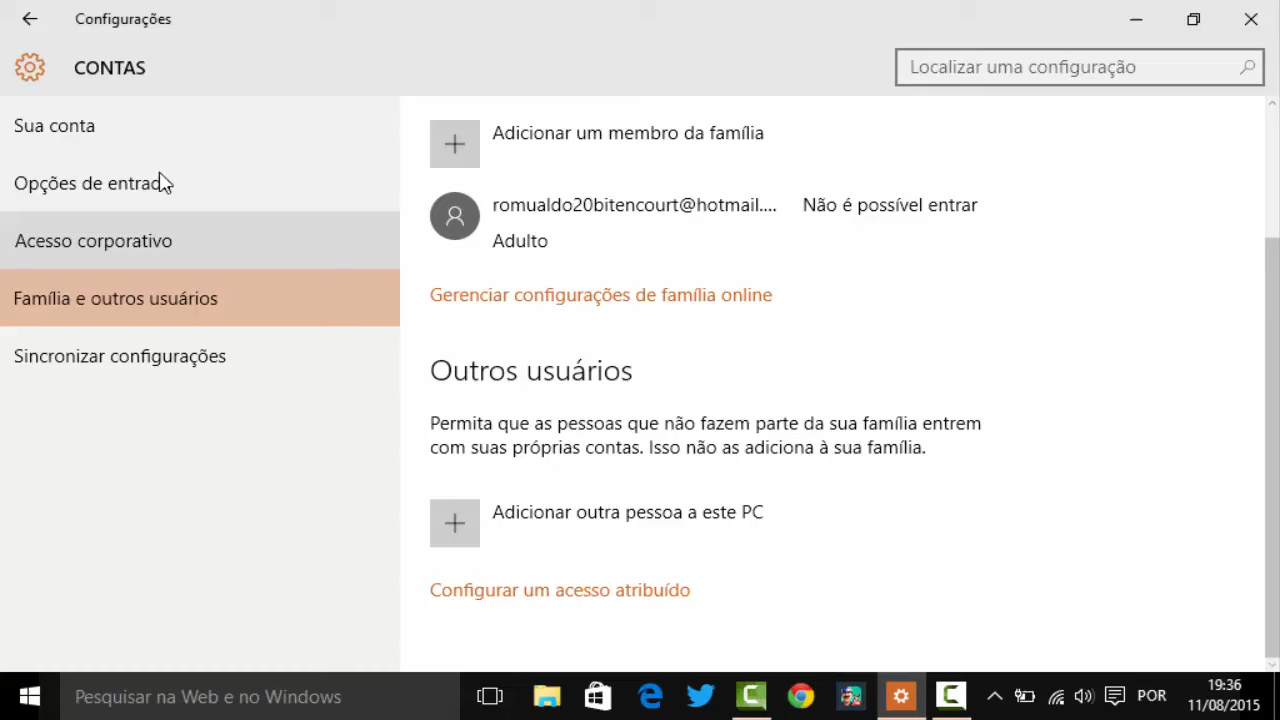 Configurações
CONTAS
Localizar uma configuração
Sua conta
Opções de entrada
Acesso corporativo
Família e outros usuários
Sincronizar configurações
Adicionar um membro da família
romualdo20bitencourt@hotmail.... Não é possível entrar
Adulto
Gerenciar configurações de família online
Outros usuários
Permita que as pessoas que não fazem parte da sua família entrem
com suas próprias contas. Isso não as adiciona à sua família.
Adicionar outra pessoa a este PC
Configurar um acesso atribuído
Pesquisar na Web e no Windows
POR
19:36
11/08/2015